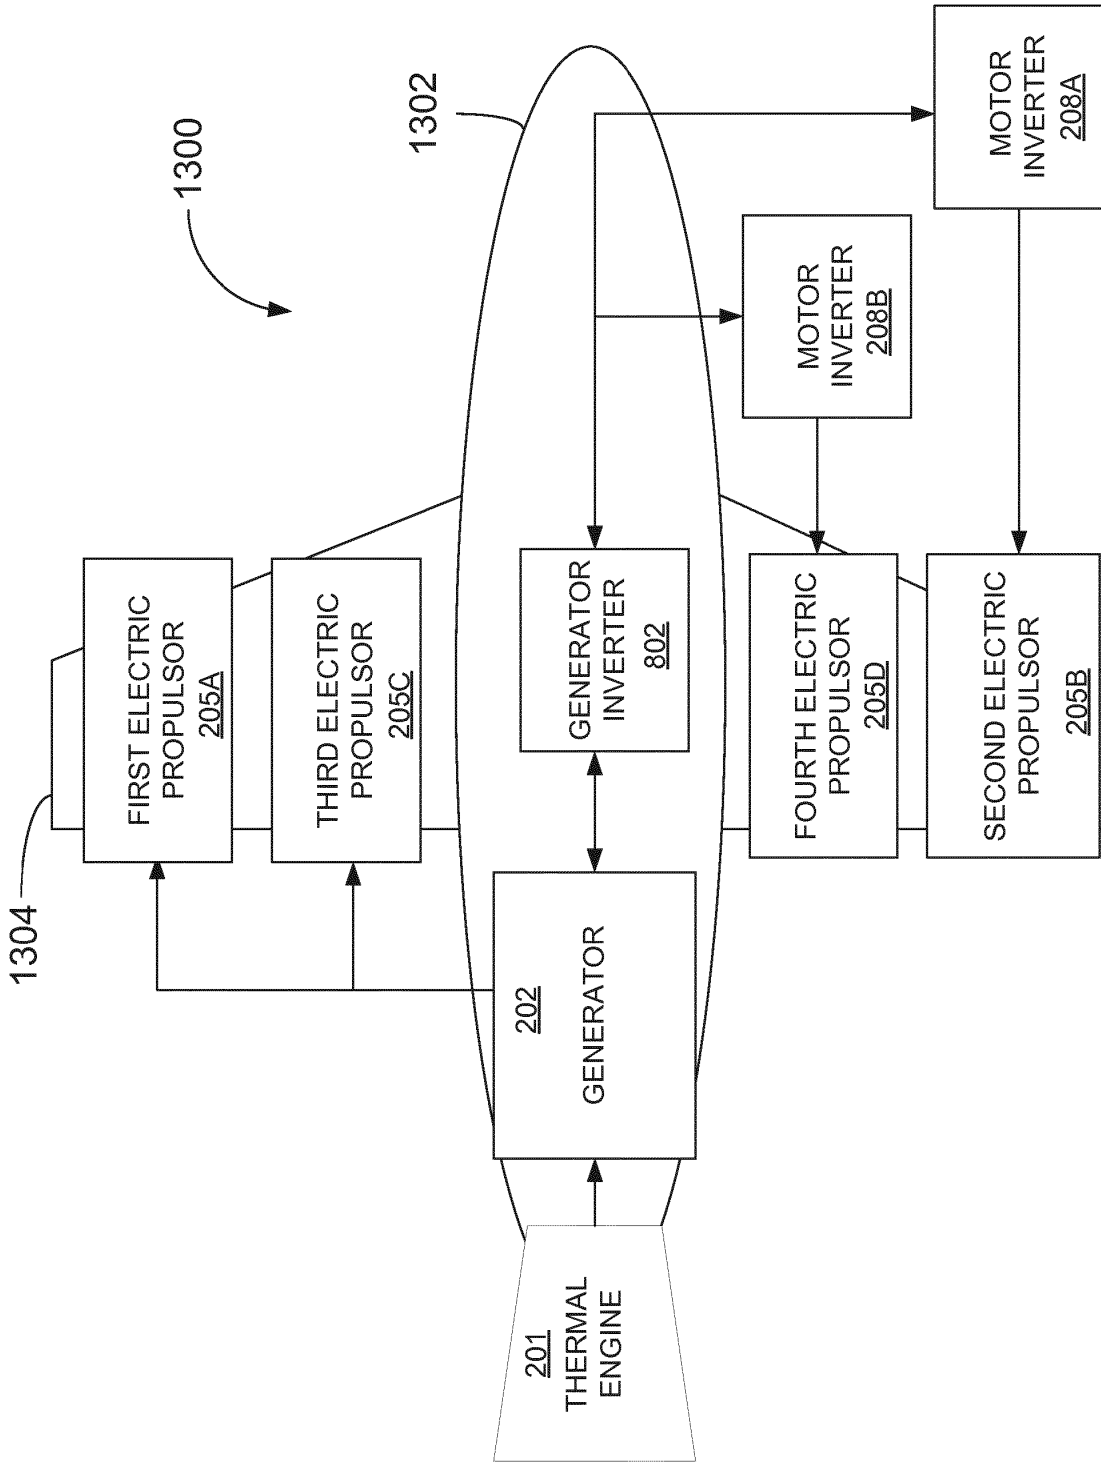 1300
1302
1304
FIRST ELECTRIC
PROPULSOR
205A
THIRD ELECTRIC
PROPULSOR
205C
GENERATOR
INVERTER
802
202
GENERATOR
201
THERMAL
ENGINE
FOURTH ELECTRIC
PROPULSOR
205D
SECOND ELECTRIC
PROPULSOR
205B
MOTOR
INVERTER
208B
MOTOR
INVERTER
208A